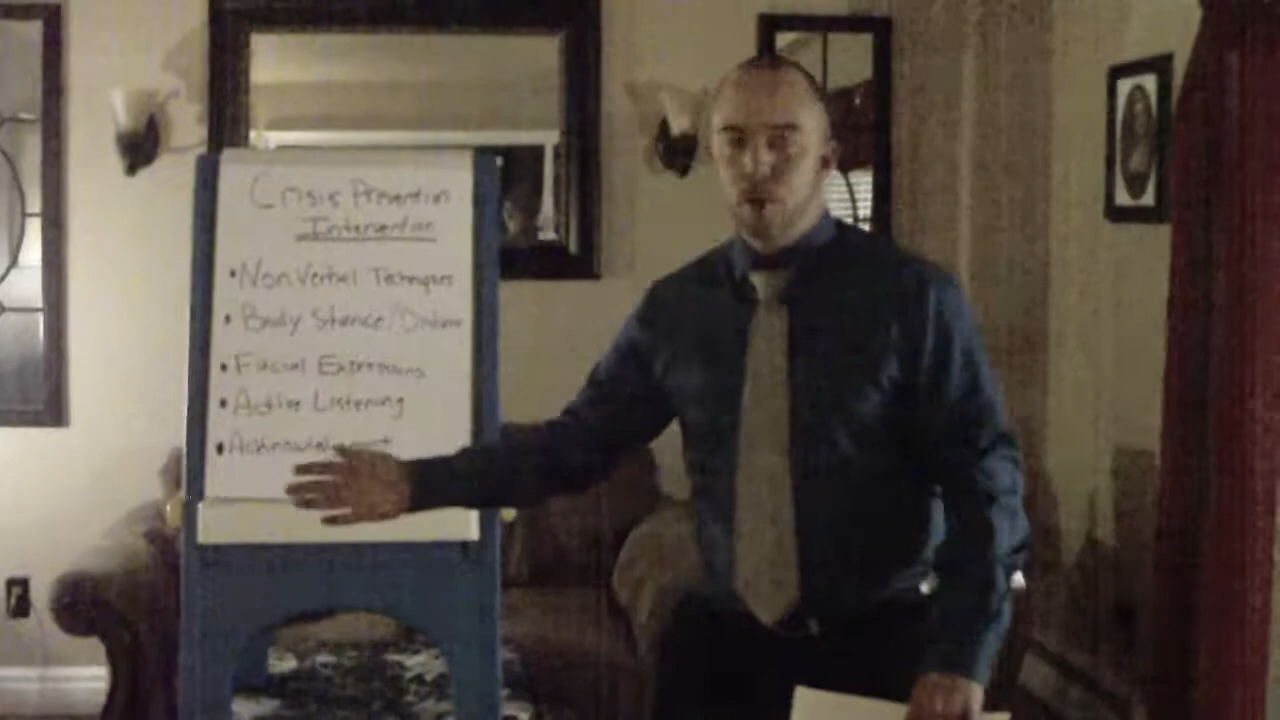 Crisis Prevention
Intervention
• Non Verbal Techniques
• Body Stance/Distance
• Facial Expressions
• Active Listening